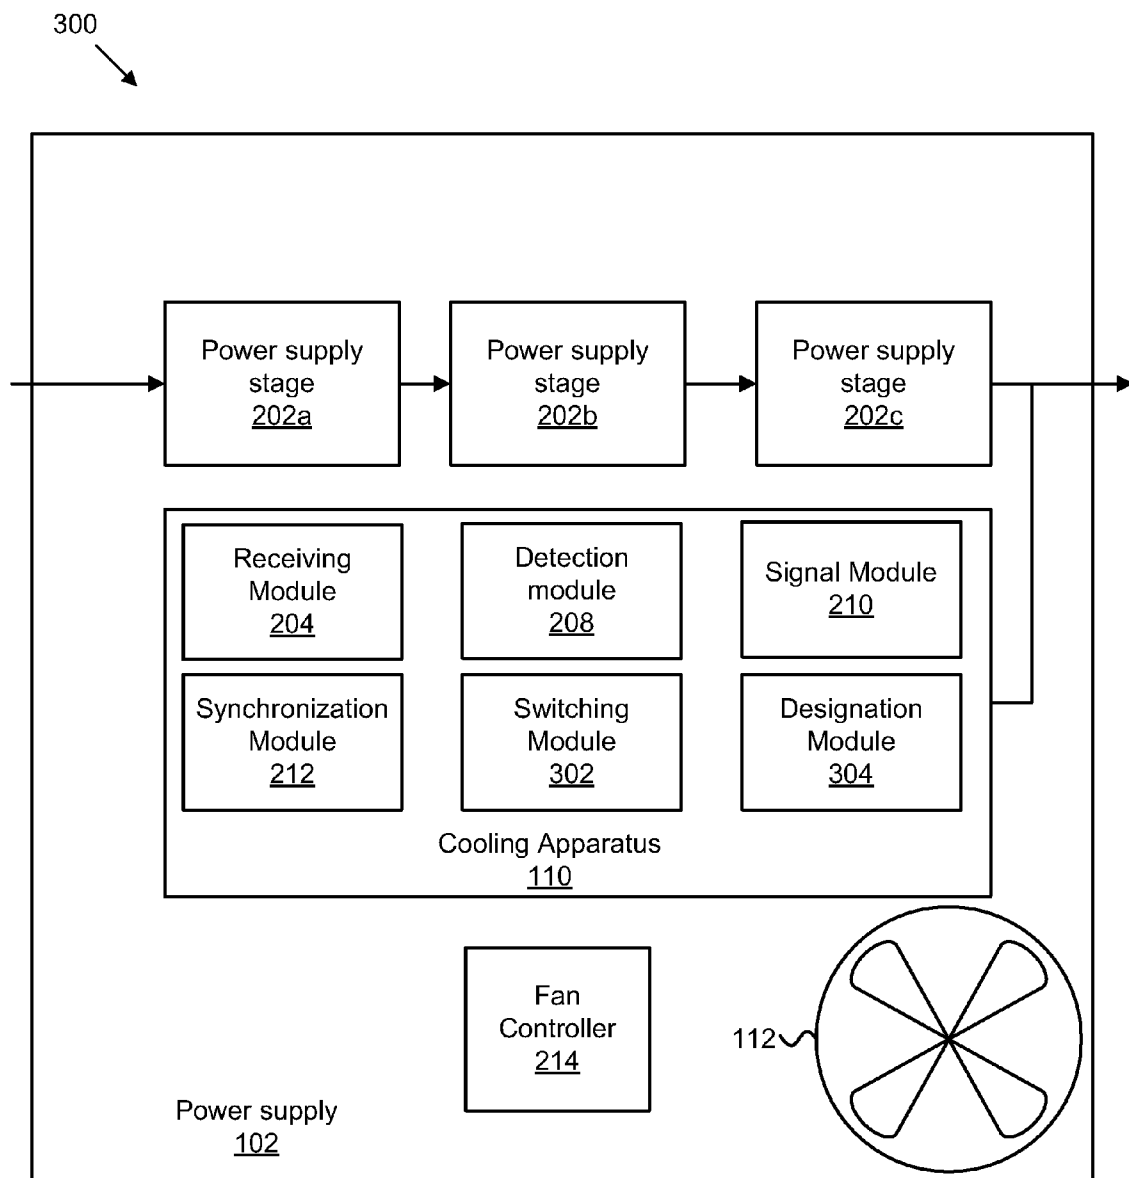 300
Power supply
stage
202a
Power supply
stage
202b
Power supply
stage
202c
Receiving
Module
204
Detection
module
208
Signal Module
210
Synchronization
Module
212
Switching
Module
302
Designation
Module
304
Cooling Apparatus
110
Fan
Controller
214
112
Power supply
102